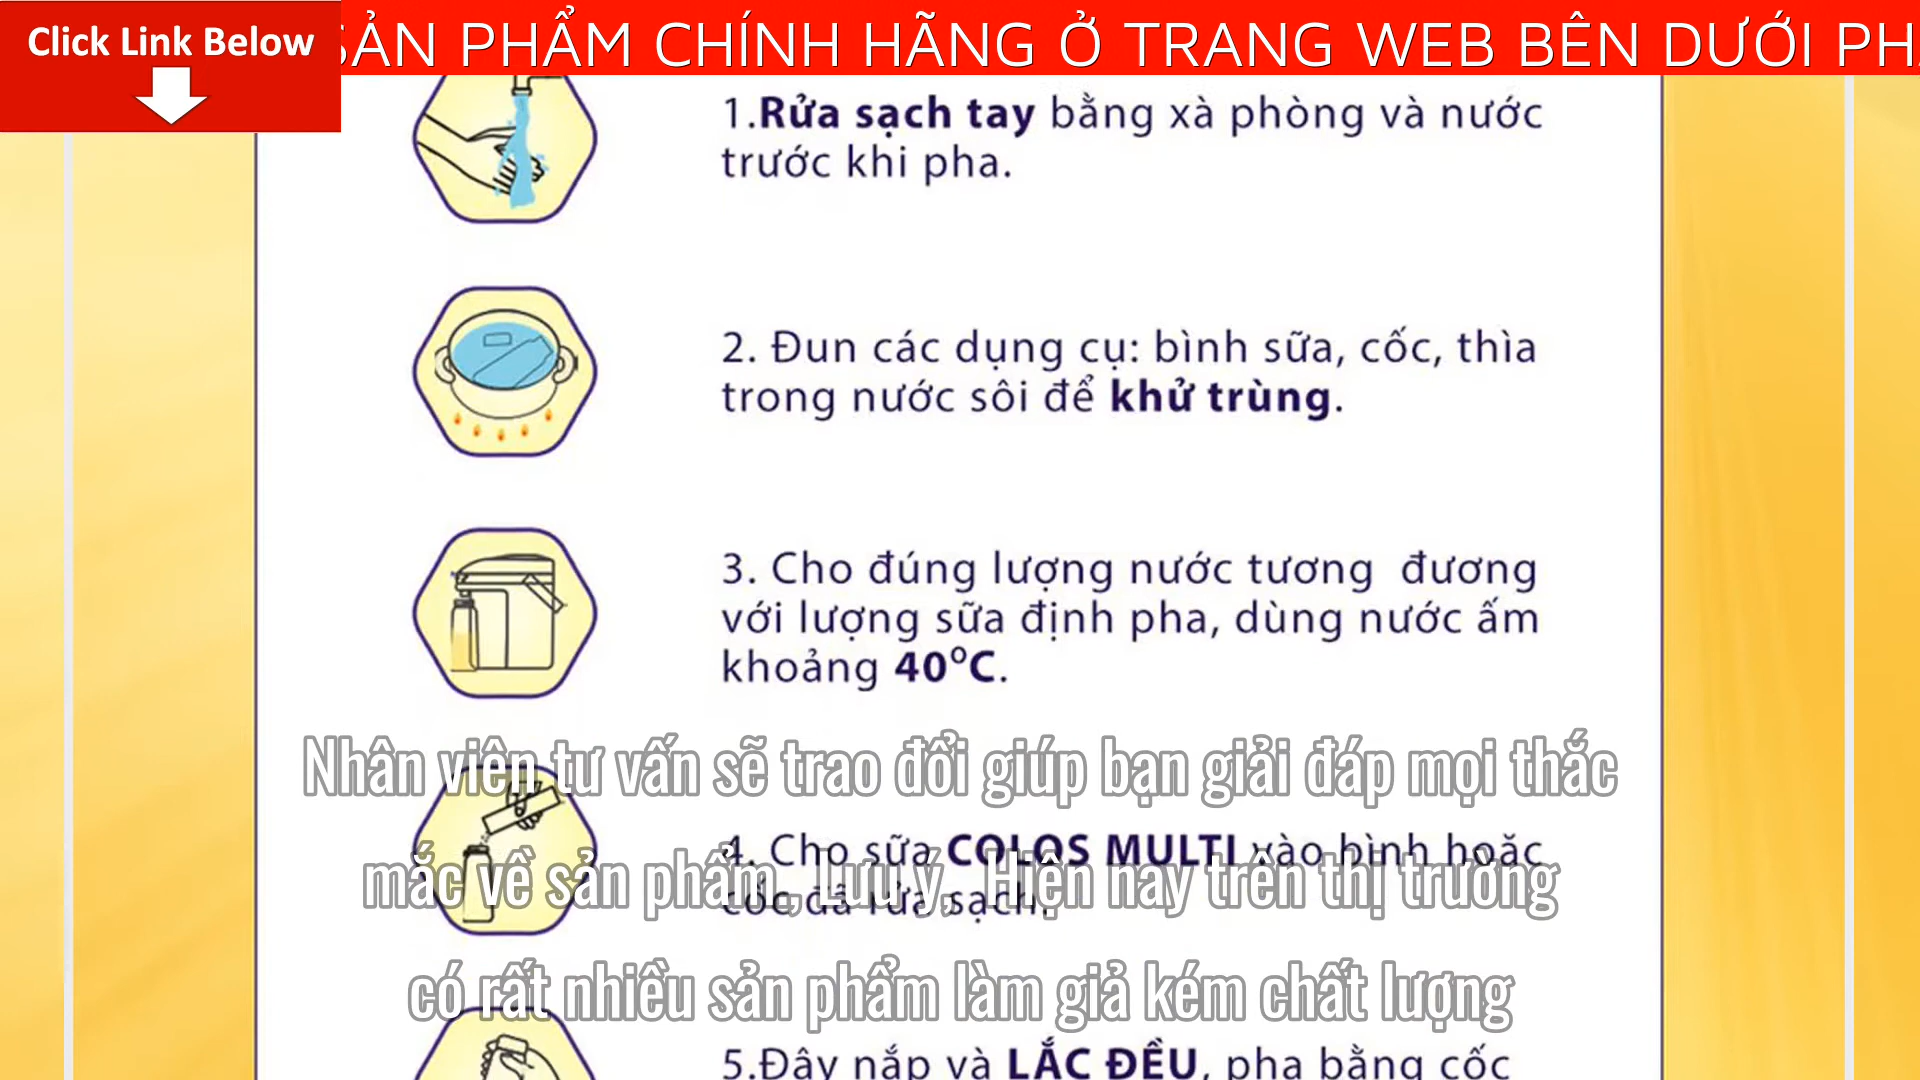 Click Link Below
SẢN PHẨM CHÍNH HÃNG Ở TRANG WEB BÊN DƯỚI
1.Rửa sạch tay bằng xà phòng và nước
trước khi pha.
2. Đun các dụng cụ: bình sữa, cốc, thìa
trong nước sôi để khử trùng.
3. Cho đúng lượng nước tương đương
với lượng sữa định pha, dùng nước ấm
khoảng 40°C.
Nhân viên tư vấn sẽ trao đổi giúp bạn giải đáp mọi thắc
4. Cho sữa COLOS MULTI vào bình hoặc
mắc về sản phẩm, Lưu ý, Hiện nay trên thị trường
cốc đã rửa sạch.
có rất nhiều sản phẩm làm giả kém chất lượng
5.Đậy nắp và LẮC ĐỀU, pha bằng cốc